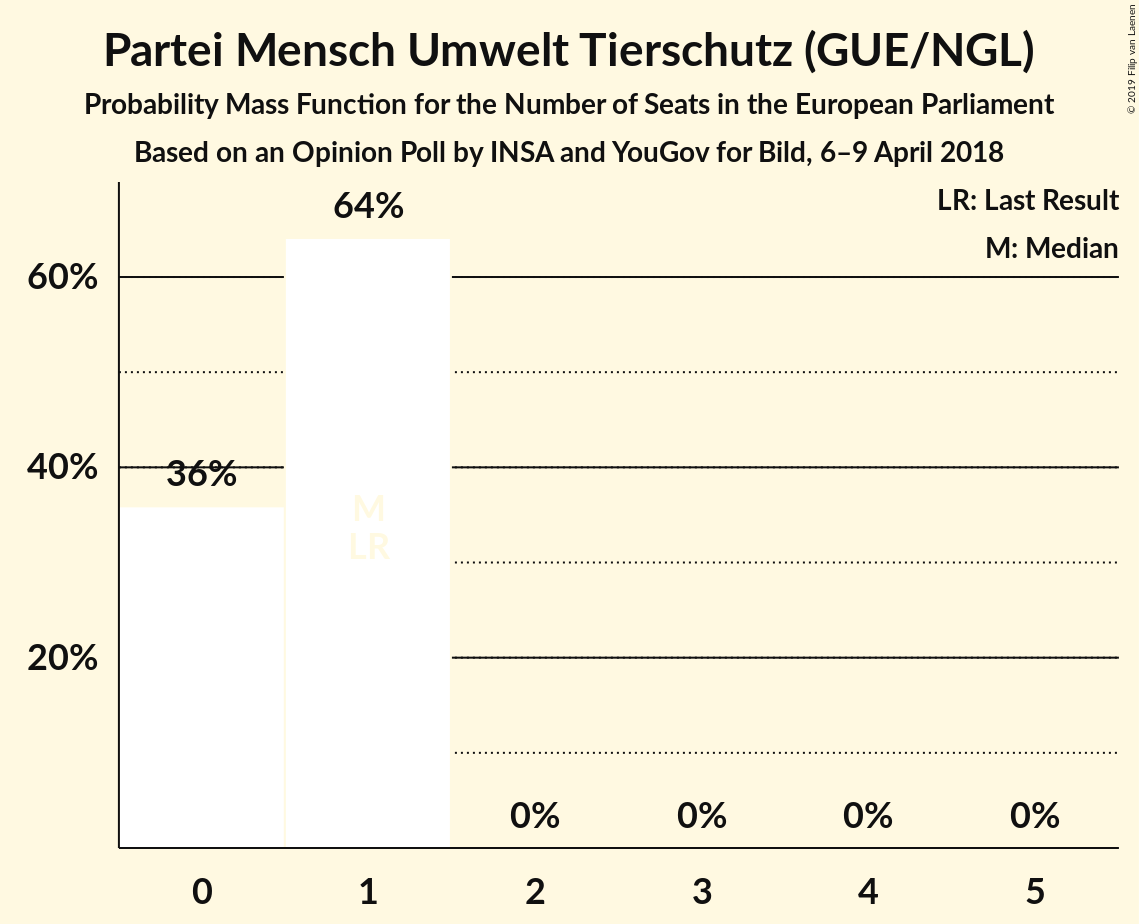 Partei Mensch Umwelt Tierschutz (GUE/NGL)
Probability Mass Function for the Number of Seats in the European Parliament
Based on an Opinion Poll by INSA and YouGov for Bild, 6–9 April 2018
© 2019 Filip van Laenen
LR: Last Result
M: Median
64%
60%
40%
36%
M
LR
20%
0% 0% 0% 0%
0 1 2 3 4 5